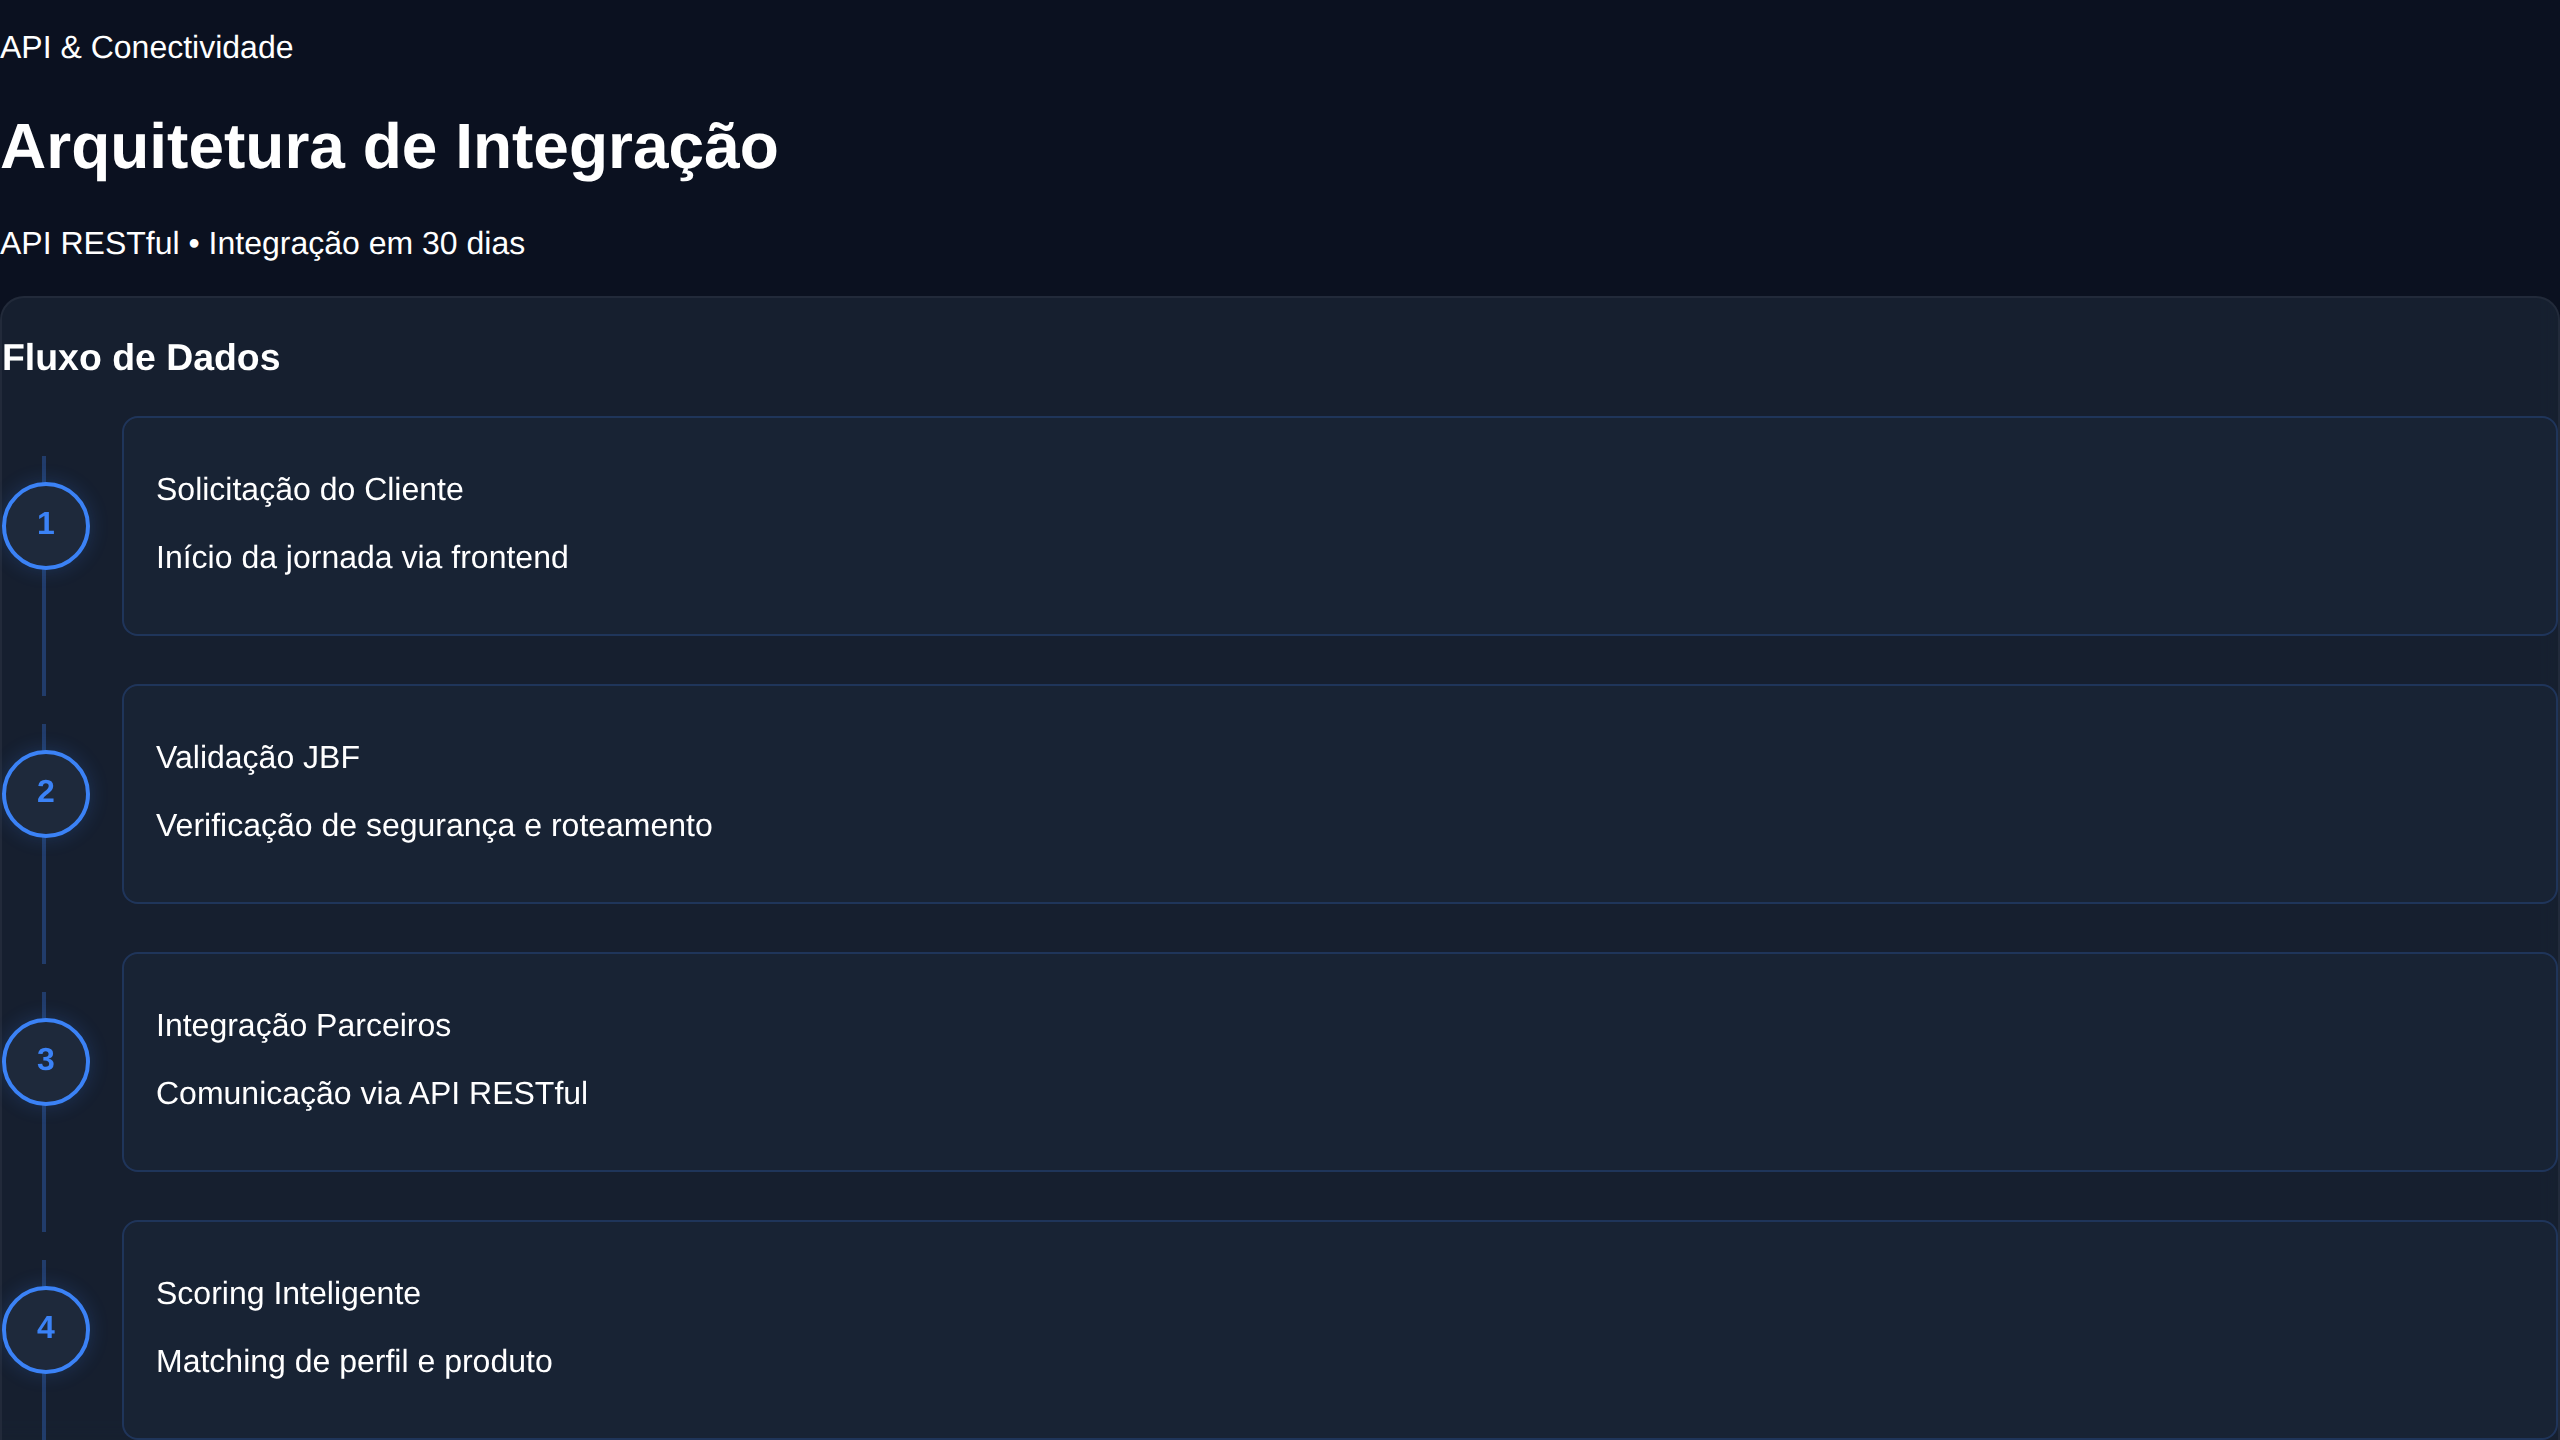 API & Conectividade
Arquitetura de Integração
API RESTful • Integração em 30 dias
Fluxo de Dados
1
Solicitação do Cliente
Início da jornada via frontend
2
Validação JBF
Verificação de segurança e roteamento
3
Integração Parceiros
Comunicação via API RESTful
4
Scoring Inteligente
Matching de perfil e produto